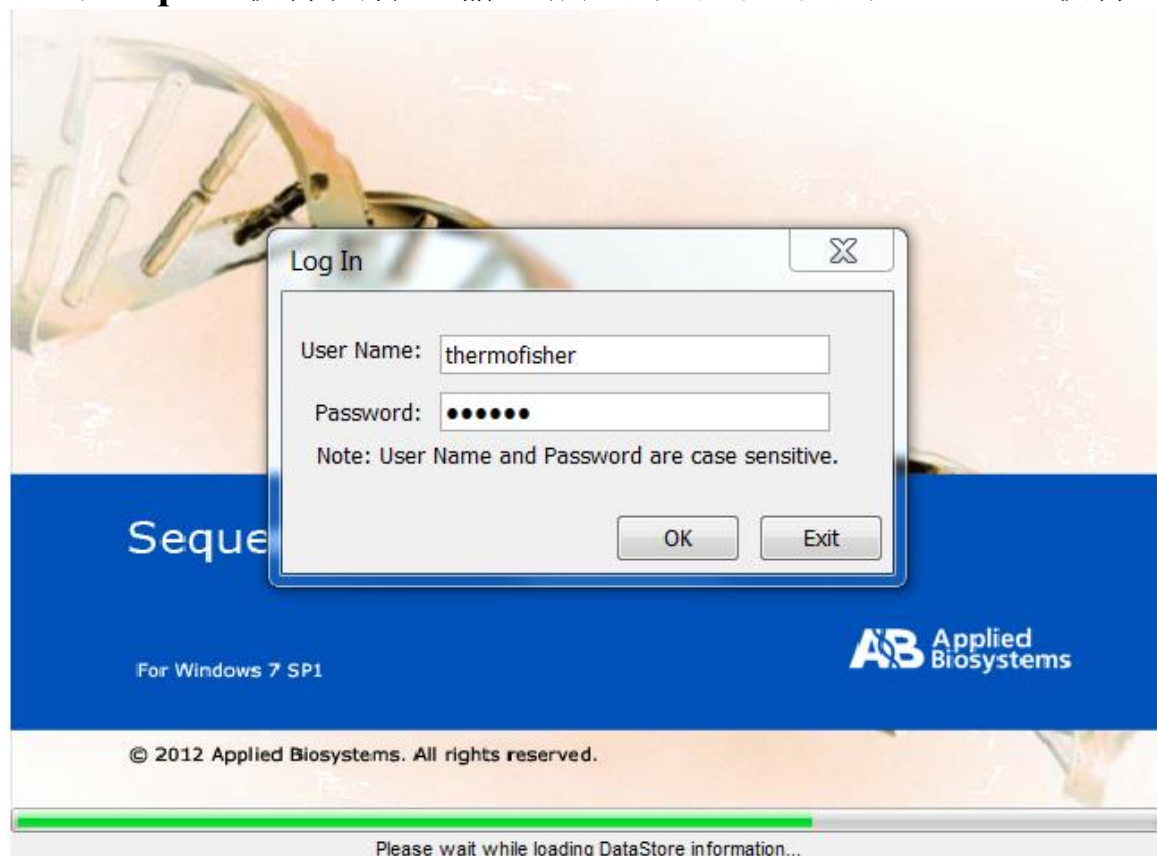 Log In
User Name: thermofisher
Password: ••••••
Note: User Name and Password are case sensitive.
OK Exit
Seque
For Windows 7 SP1
AB Applied
Biosystems
© 2012 Applied Biosystems. All rights reserved.
Please wait while loading DataStore information...